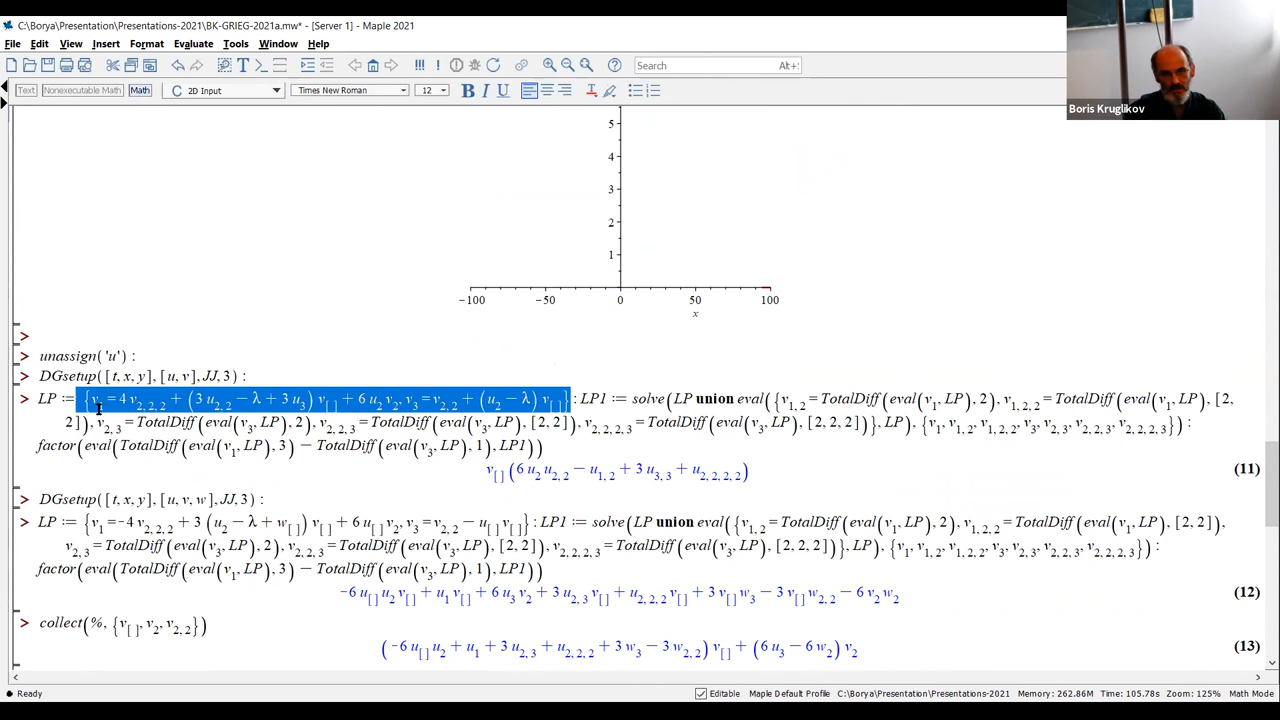 C:\Borya\Presentation\Presentations-2021\BK-GRIEG-2021a.mw* - [Server 1] - Maple 2021
File Edit View Insert Format Evaluate Tools Window Help
Search Alt+S
Text Nonexecutable Math Math C 2D Input Times New Roman 12 B I U
Boris Kruglikov
5
4
3
2
1
−100 −50 0 50 100
x
>
> unassign('u') :
> DGsetup([t, x, y], [u, v], JJ, 3) :
> LP := {v_1 = 4 v_{2,2,2} + (3 u_{2,2} − λ + 3 u_3) v_[] + 6 u_2 v_2, v_3 = v_{2,2} + (u_2 − λ) v_[]} : LP1 := solve(LP union eval({v_{1,2} = TotalDiff(eval(v_1, LP), 2), v_{1,2,2} = TotalDiff(eval(v_1, LP), [2,
2]), v_{2,3} = TotalDiff(eval(v_3, LP), 2), v_{2,2,3} = TotalDiff(eval(v_3, LP), [2,2]), v_{2,2,2,3} = TotalDiff(eval(v_3, LP), [2,2,2])}, LP), {v_1, v_{1,2}, v_{1,2,2}, v_3, v_{2,3}, v_{2,2,3}, v_{2,2,2,3}}) :
factor(eval(TotalDiff(eval(v_1, LP), 3) − TotalDiff(eval(v_3, LP), 1), LP1))
v_[] (6 u_2 u_{2,2} − u_{1,2} + 3 u_{3,3} + u_{2,2,2,2}) (11)
> DGsetup([t, x, y], [u, v, w], JJ, 3) :
> LP := {v_1 = −4 v_{2,2,2} + 3 (u_2 − λ + w_[]) v_[] + 6 u_[] v_2, v_3 = v_{2,2} − u_[] v_[]} : LP1 := solve(LP union eval({v_{1,2} = TotalDiff(eval(v_1, LP), 2), v_{1,2,2} = TotalDiff(eval(v_1, LP), [2,2]),
v_{2,3} = TotalDiff(eval(v_3, LP), 2), v_{2,2,3} = TotalDiff(eval(v_3, LP), [2,2]), v_{2,2,2,3} = TotalDiff(eval(v_3, LP), [2,2,2])}, LP), {v_1, v_{1,2}, v_{1,2,2}, v_3, v_{2,3}, v_{2,2,3}, v_{2,2,2,3}}) :
factor(eval(TotalDiff(eval(v_1, LP), 3) − TotalDiff(eval(v_3, LP), 1), LP1))
−6 u_[] u_2 v_[] + u_1 v_[] + 6 u_3 v_2 + 3 u_{2,3} v_[] + u_{2,2,2} v_[] + 3 v_[] w_3 − 3 v_[] w_{2,2} − 6 v_2 w_2 (12)
> collect(%, {v_[], v_2, v_{2,2}})
(−6 u_[] u_2 + u_1 + 3 u_{2,3} + u_{2,2,2} + 3 w_3 − 3 w_{2,2}) v_[] + (6 u_3 − 6 w_2) v_2 (13)
Ready Editable Maple Default Profile C:\Borya\Presentation\Presentations-2021 Memory: 262.86M Time: 105.78s Zoom: 125% Math Mode